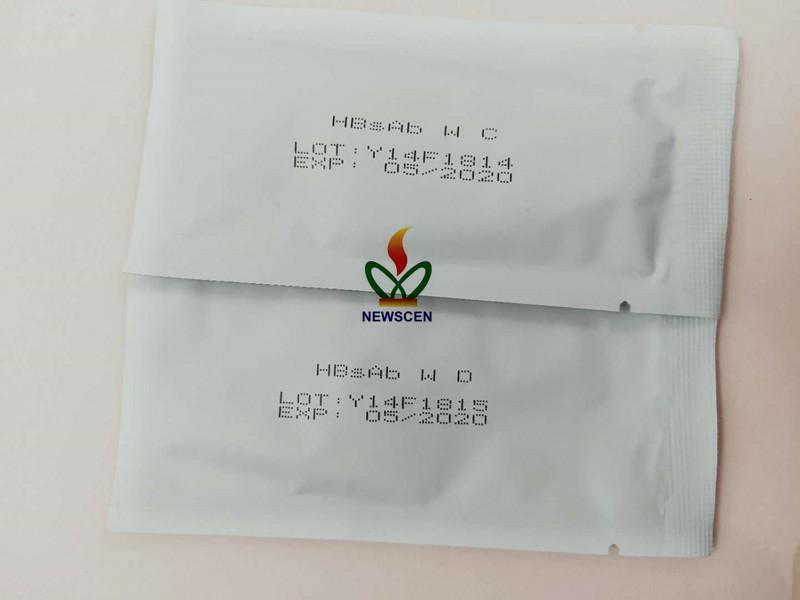 HBsAb W C
LOT:Y14F1814
EXP: 05/2020
NEWSCEN
HBsAb W D
LOT:Y14F1815
EXP: 05/2020